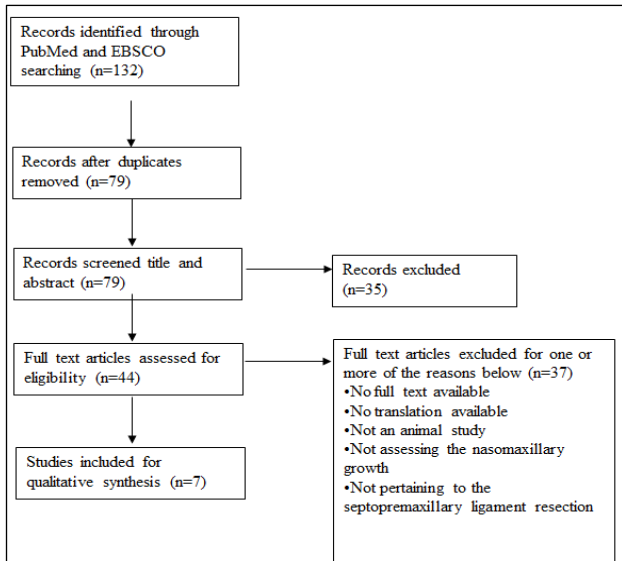 Records identified through
PubMed and EBSCO
searching (n=132)
Records after duplicates
removed (n=79)
Records screened title and
abstract (n=79)
Records excluded
(n=35)
Full text articles assessed for
eligibility (n=44)
Full text articles excluded for one or
more of the reasons below (n=37)
•No full text available
•No translation available
•Not an animal study
•Not assessing the nasomaxillary
growth
•Not pertaining to the
septopremaxillary ligament resection
Studies included for
qualitative synthesis (n=7)